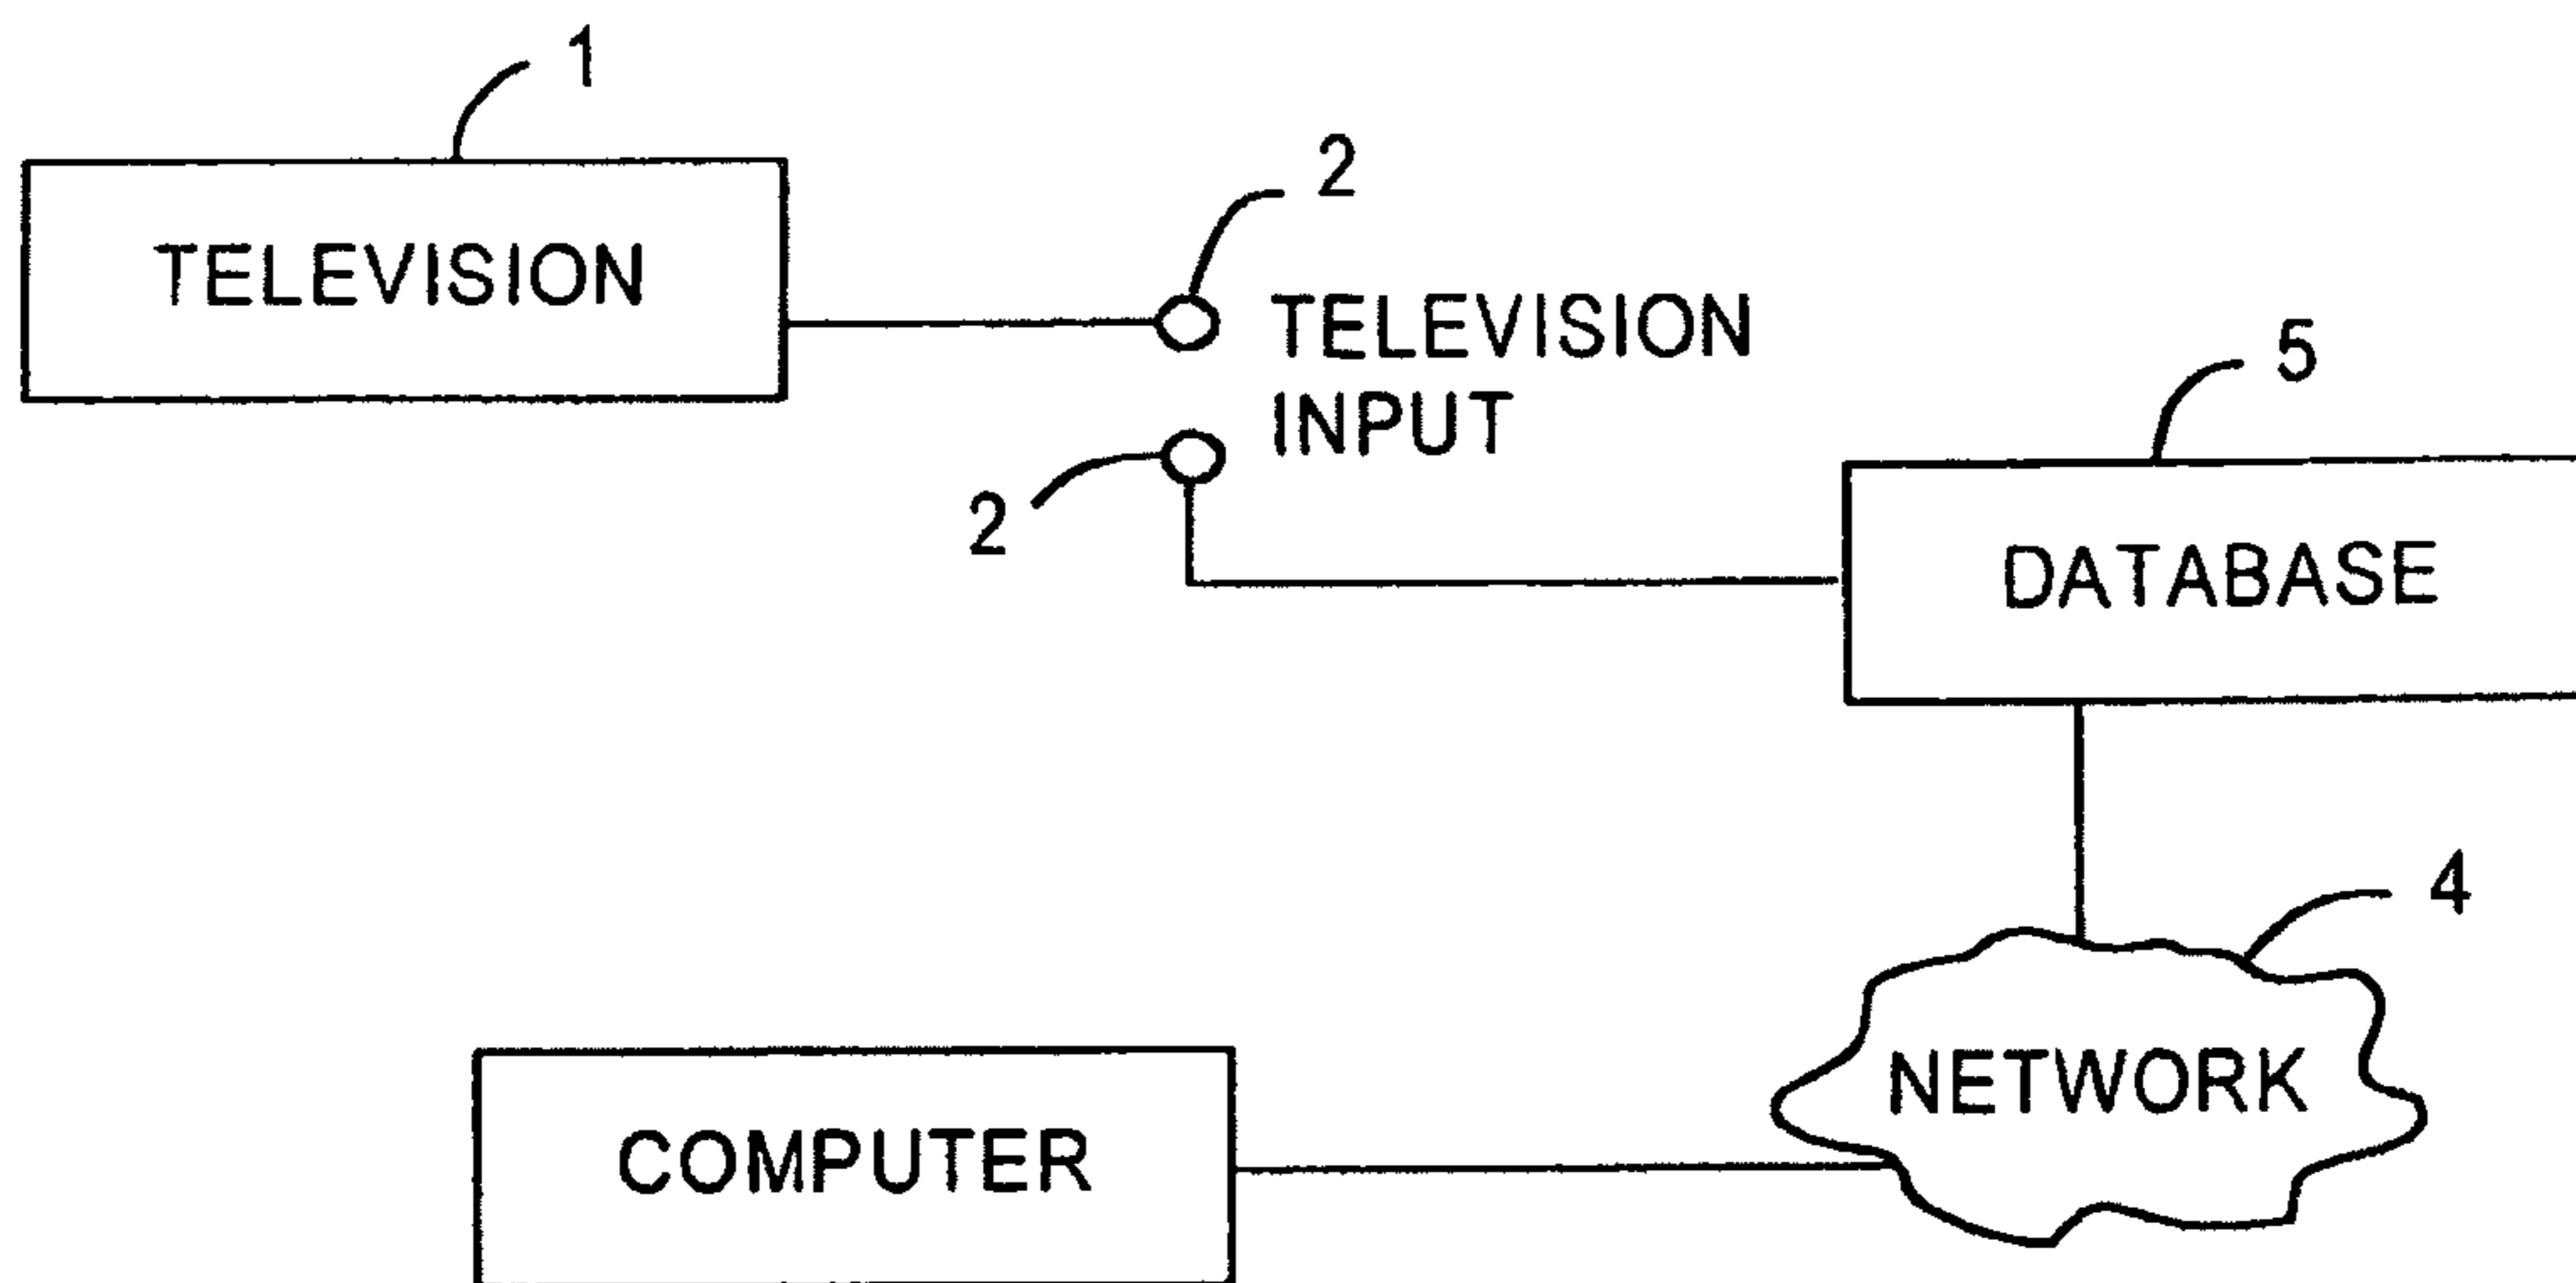 1
TELEVISION
2
TELEVISION
INPUT
2
5
DATABASE
4
NETWORK
COMPUTER